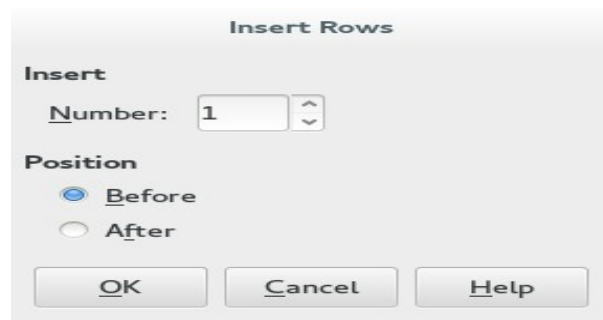 Insert Rows
Insert
Number: 1
Position
Before
After
OK Cancel Help